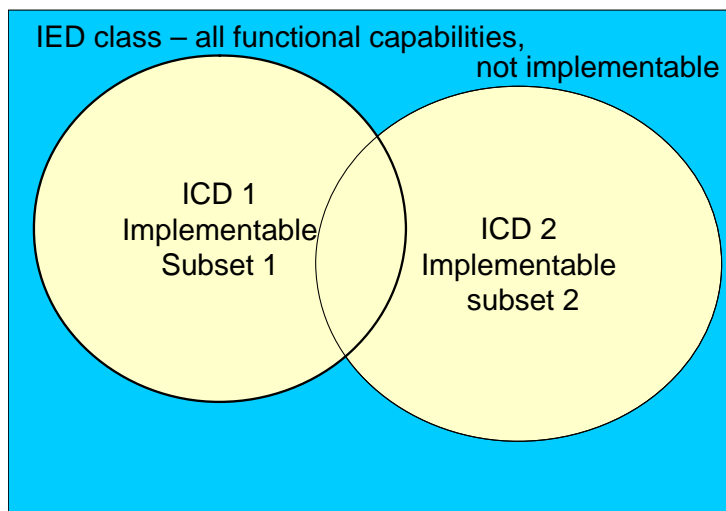 IED class – all functional capabilities,
not implementable
ICD 1
Implementable
Subset 1
ICD 2
Implementable
subset 2